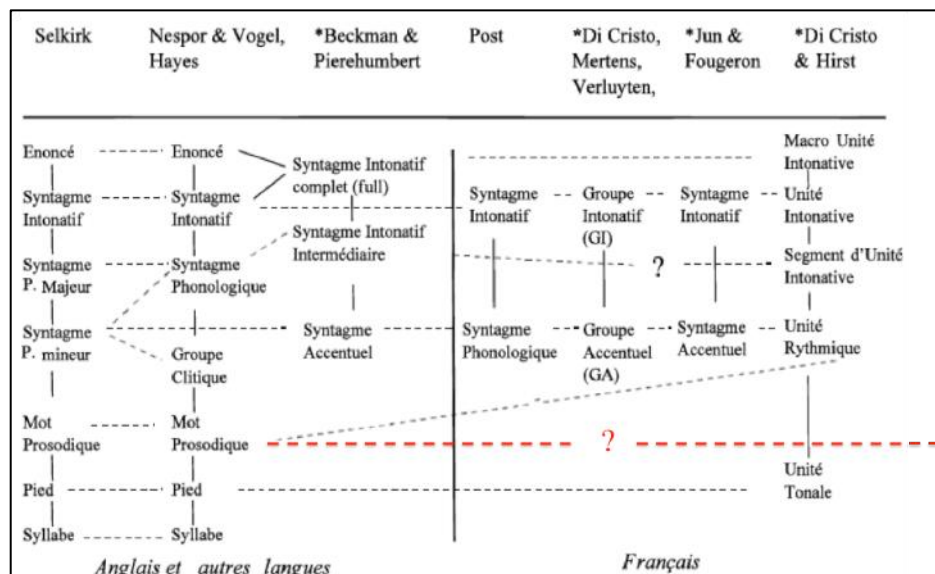 Selkirk Nespor & Vogel, *Beckman & Post *Di Cristo, *Jun & *Di Cristo
Hayes Pierehumbert Mertens, Fougeron & Hirst
Verluyten,
Macro Unité
Enoncé Enoncé Intonative
Syntagme Intonatif
complet (full)
Syntagme Syntagme Syntagme Groupe Syntagme Unité
Intonatif Intonatif Intonatif Intonatif Intonatif Intonative
(GI)
Syntagme Intonatif
Intermédiaire
Syntagme Syntagme ? Segment d'Unité
P. Majeur Phonologique Intonative
Syntagme Syntagme Syntagme Groupe Syntagme Unité
P. mineur Accentuel Phonologique Accentuel Accentuel Rythmique
(GA)
Groupe
Clitique
Mot Mot
Prosodique Prosodique ?
Unité
Pied Pied Tonale
Syllabe Syllabe
Anglais et autres langues Français